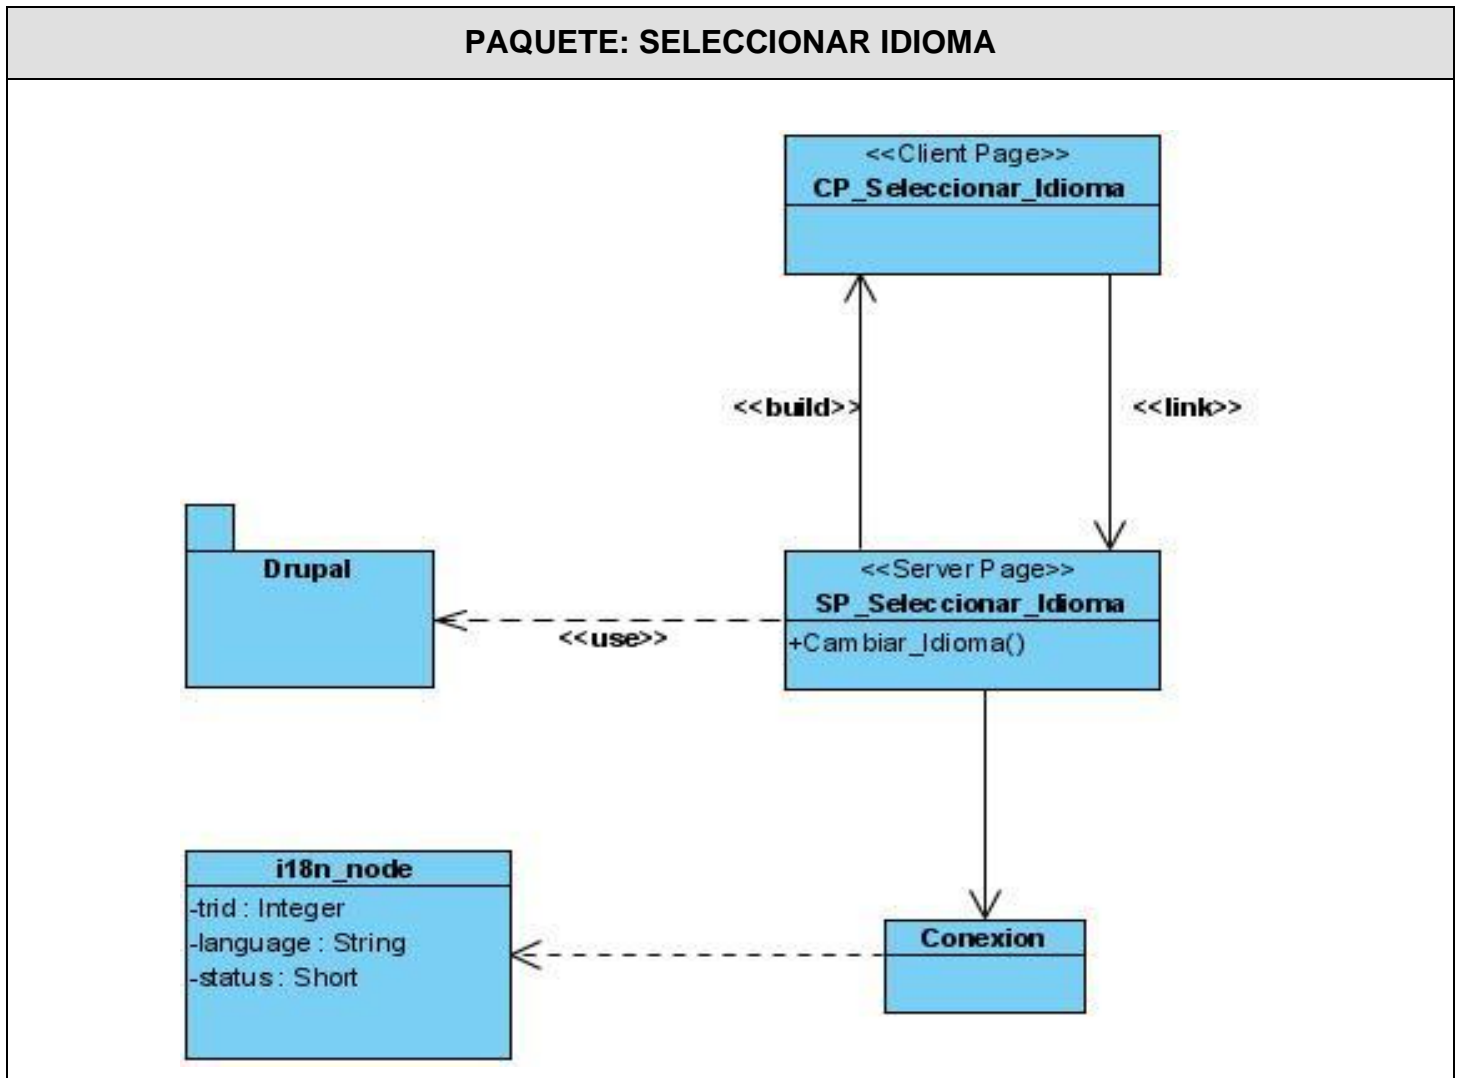 PAQUETE: SELECCIONAR IDIOMA
<<Client Page>>
CP_Seleccionar_Idioma
<<build>>
<<link>>
Drupal
<<use>>
<<Server Page>>
SP_Seleccionar_Idioma
+Cambiar_Idioma()
i18n_node
-trid : Integer
-language : String
-status : Short
Conexion